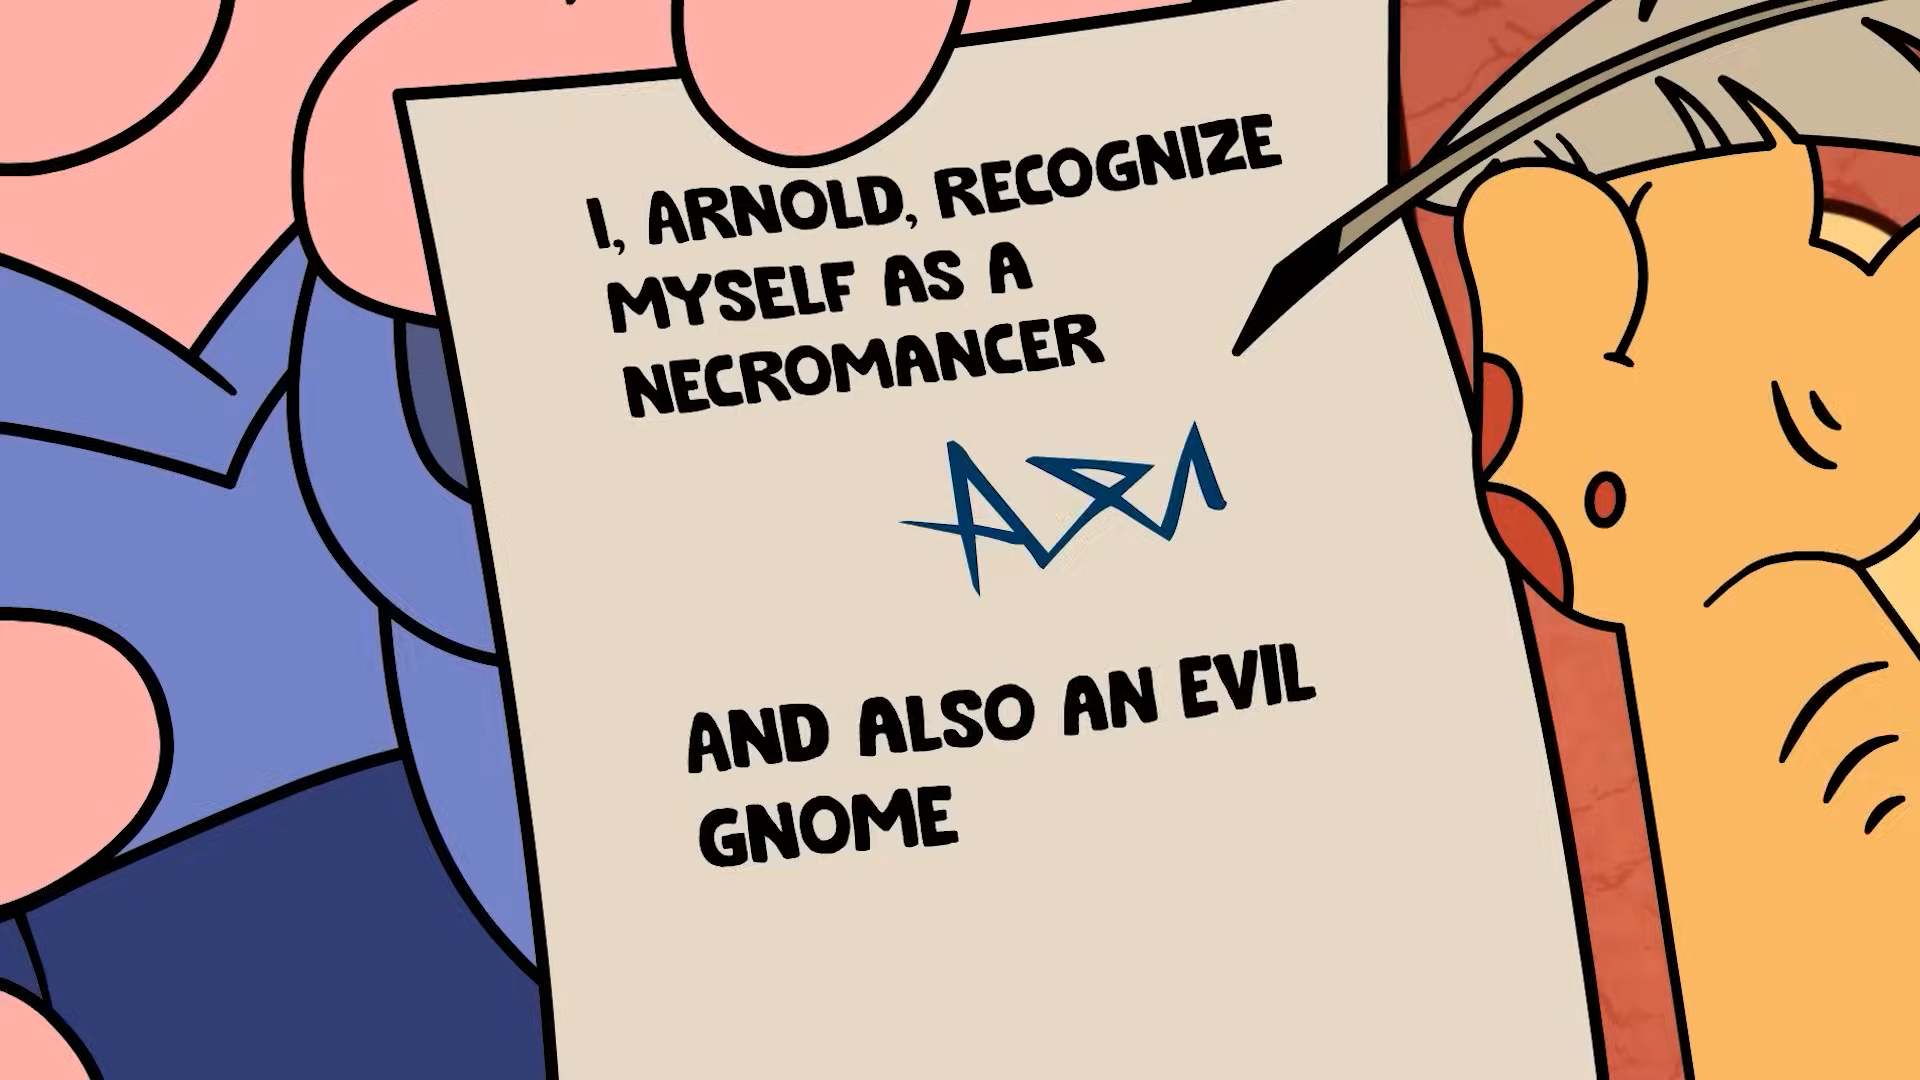 I, ARNOLD, RECOGNIZE
MYSELF AS A
NECROMANCER
AND ALSO AN EVIL
GNOME